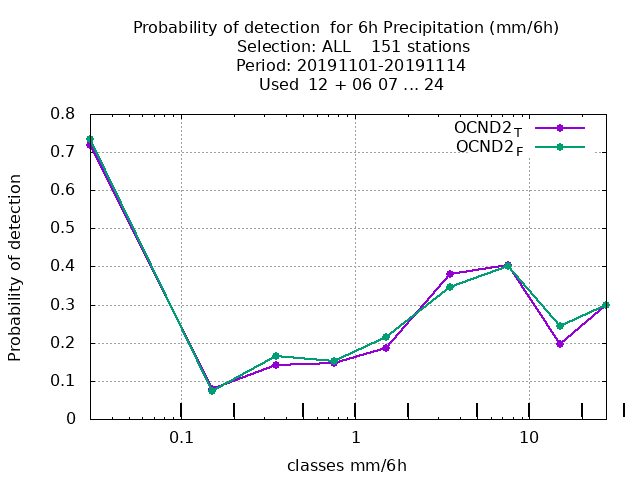 Probability of detection  for 6h Precipitation (mm/6h)
Selection: ALL    151 stations
Period: 20191101-20191114
Used  12 + 06 07 ... 24
OCND2T
OCND2F
0.8
0.7
0.6
0.5
0.4
0.3
0.2
0.1
0
Probability of detection
0.1
1
10
classes mm/6h